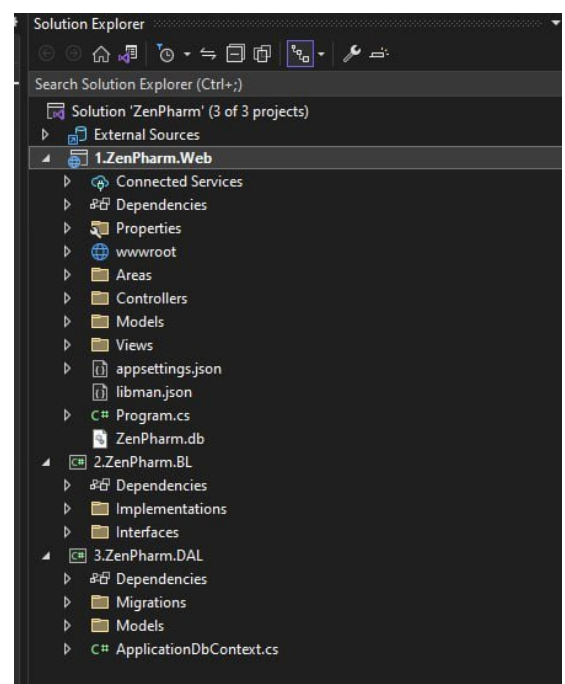 Solution Explorer
Search Solution Explorer (Ctrl+;)
Solution 'ZenPharm' (3 of 3 projects)
External Sources
1.ZenPharm.Web
Connected Services
Dependencies
Properties
wwwroot
Areas
Controllers
Models
Views
appsettings.json
libman.json
C# Program.cs
ZenPharm.db
C# 2.ZenPharm.BL
Dependencies
Implementations
Interfaces
C# 3.ZenPharm.DAL
Dependencies
Migrations
Models
C# ApplicationDbContext.cs